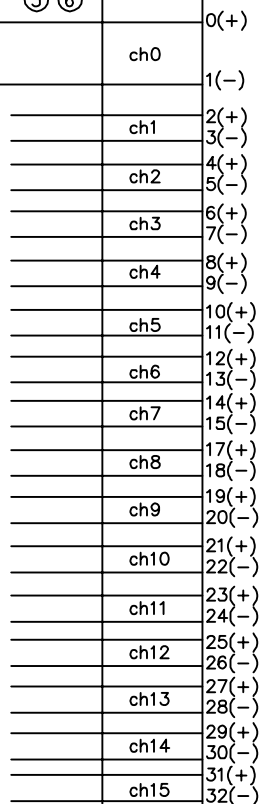 ⑤ ⑥
0(+)
ch0
1(−)
2(+)
ch1
3(−)
4(+)
ch2
5(−)
6(+)
ch3
7(−)
8(+)
ch4
9(−)
10(+)
ch5
11(−)
12(+)
ch6
13(−)
14(+)
ch7
15(−)
17(+)
ch8
18(−)
19(+)
ch9
20(−)
21(+)
ch10
22(−)
23(+)
ch11
24(−)
25(+)
ch12
26(−)
27(+)
ch13
28(−)
29(+)
ch14
30(−)
31(+)
ch15
32(−)